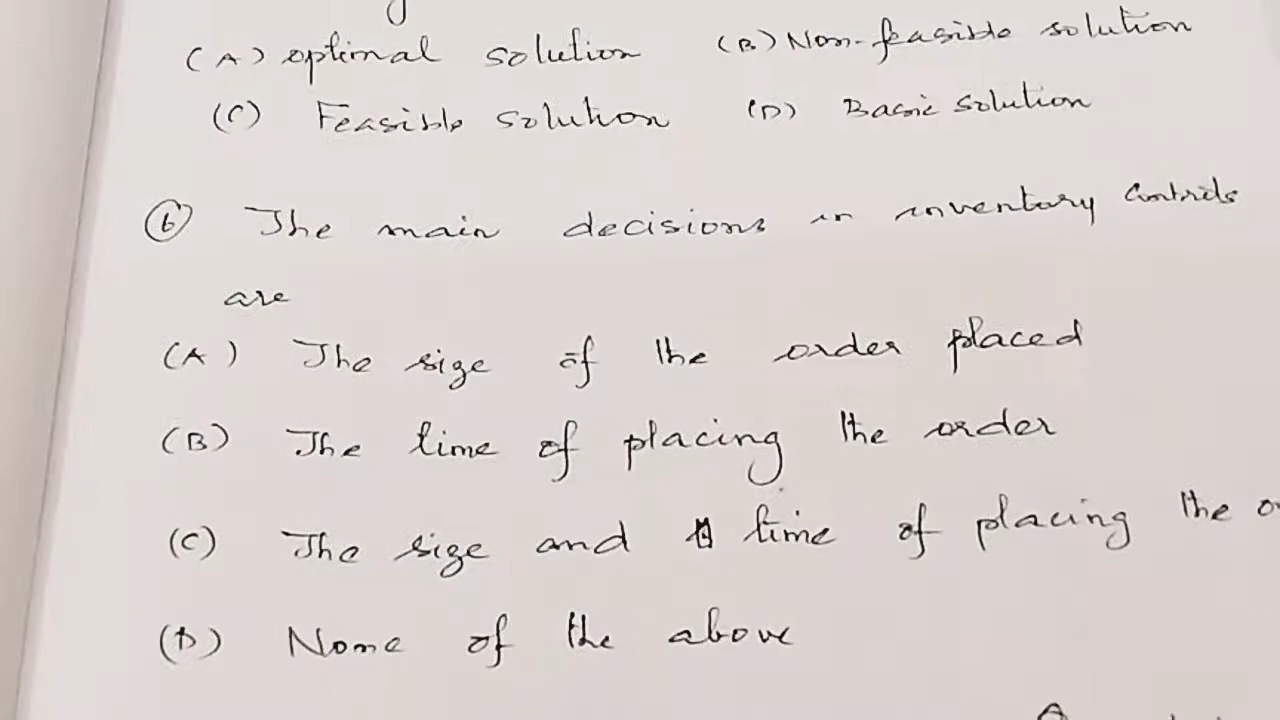 (A) optimal solution (B) Non-feasible solution
(C) Feasible solution (D) Basic solution
⑥ The main decisions in inventory Controls
are
(A) The size of the order placed
(B) The time of placing the order
(C) The size and time of placing the
(D) None of the above